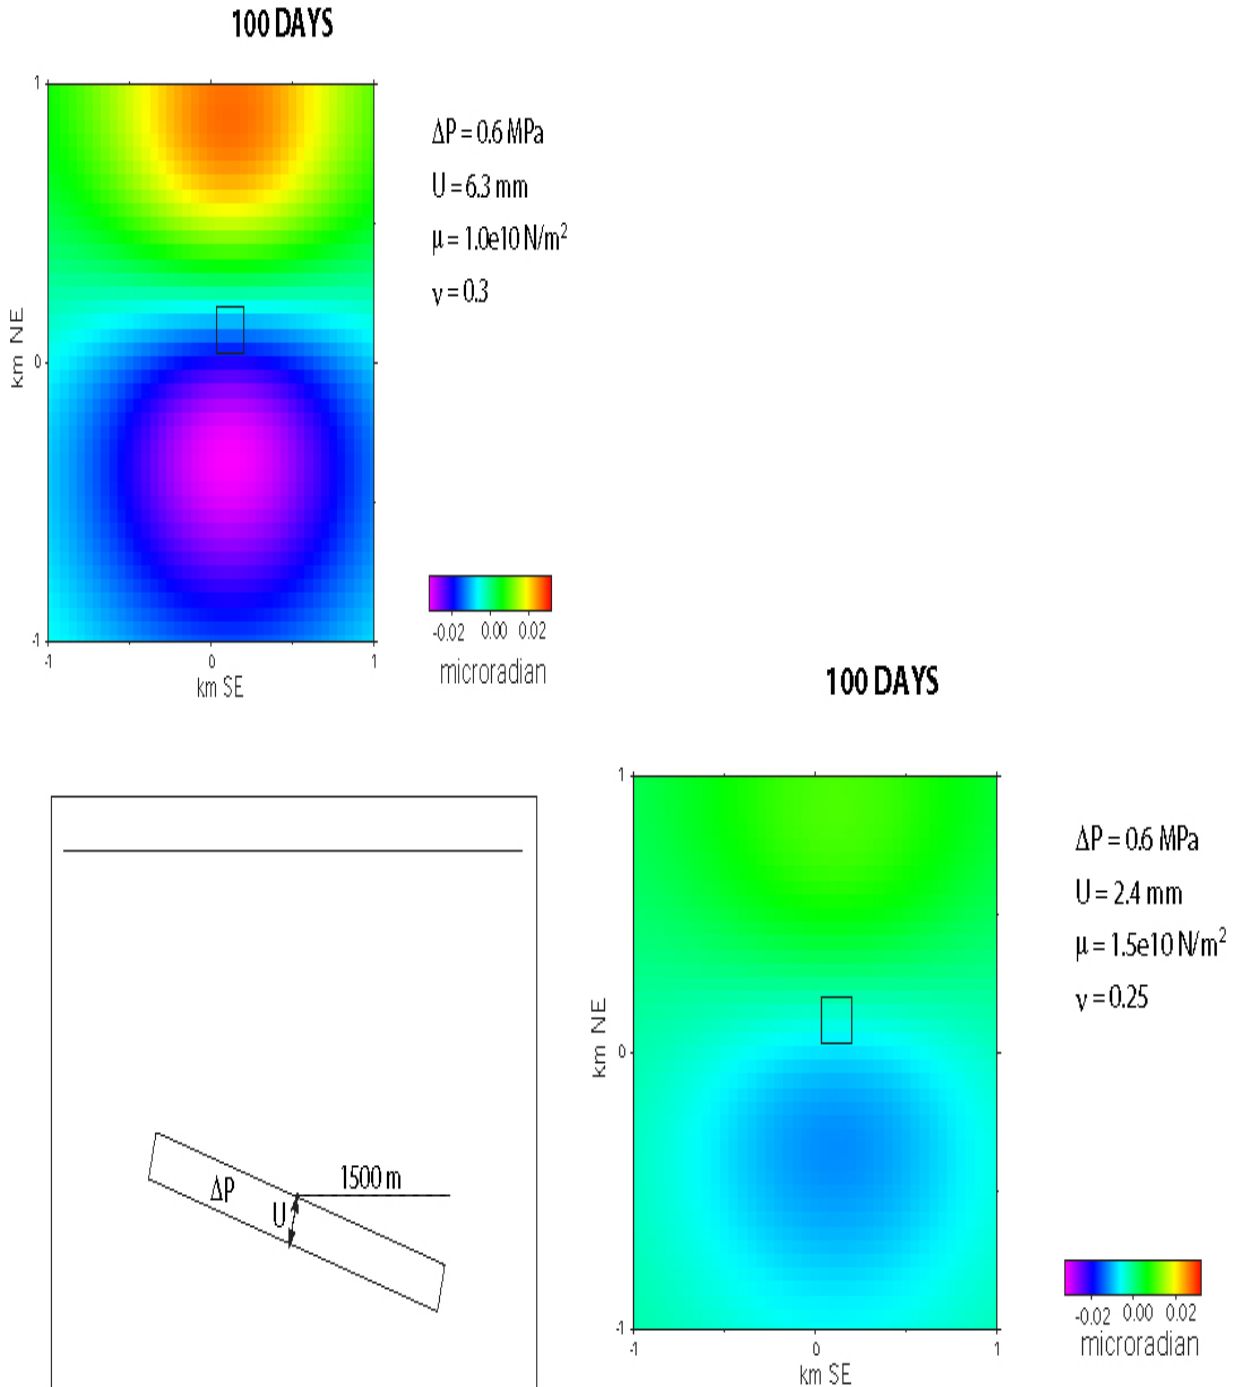 100 DAYS
1
0
-1
km NE
-1
0
1
km SE
ΔP = 0.6 MPa
U = 6.3 mm
μ = 1.0e10 N/m²
ν = 0.3
-0.02 0.00 0.02
microradian
ΔP
U
1500 m
100 DAYS
1
0
-1
km NE
-1
0
1
km SE
ΔP = 0.6 MPa
U = 2.4 mm
μ = 1.5e10 N/m²
ν = 0.25
-0.02 0.00 0.02
microradian